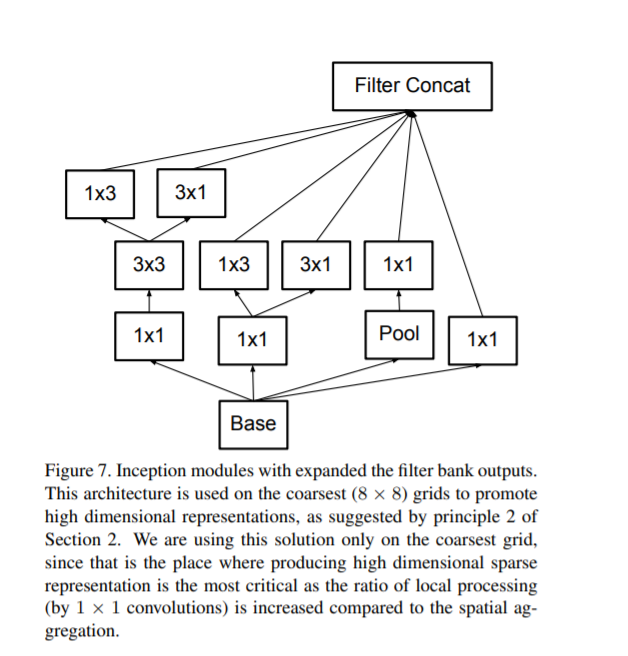 Filter Concat
1x3 3x1
3x3 1x3 3x1 1x1
1x1 1x1 Pool 1x1
Base
Figure 7. Inception modules with expanded the filter bank outputs.
This architecture is used on the coarsest (8 × 8) grids to promote
high dimensional representations, as suggested by principle 2 of
Section 2. We are using this solution only on the coarsest grid,
since that is the place where producing high dimensional sparse
representation is the most critical as the ratio of local processing
(by 1 × 1 convolutions) is increased compared to the spatial ag-
gregation.